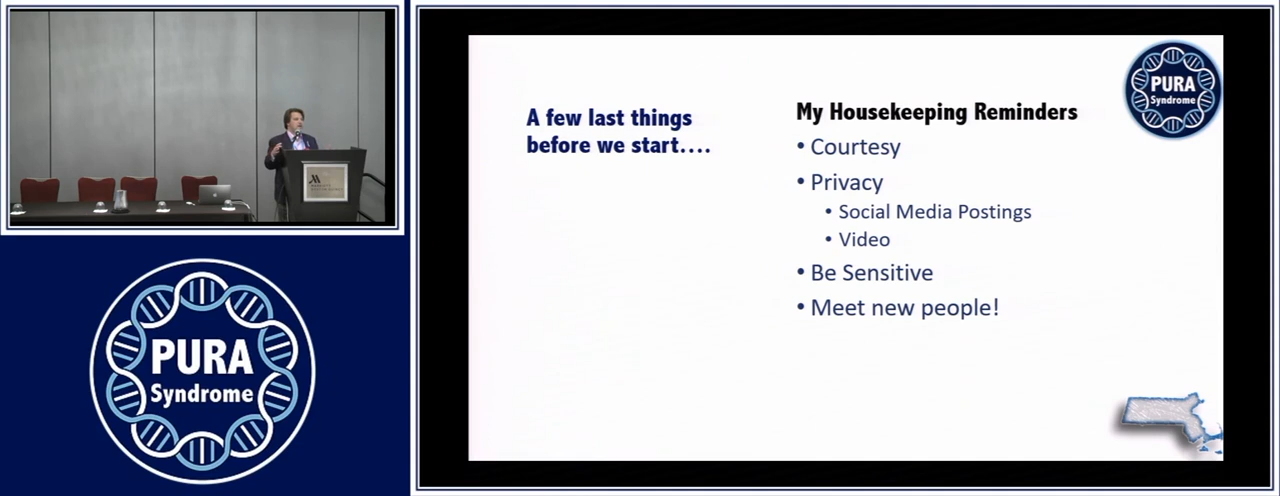 PURA
Syndrome
A few last things
before we start....
My Housekeeping Reminders
• Courtesy
• Privacy
• Social Media Postings
• Video
• Be Sensitive
• Meet new people!
PURA
Syndrome